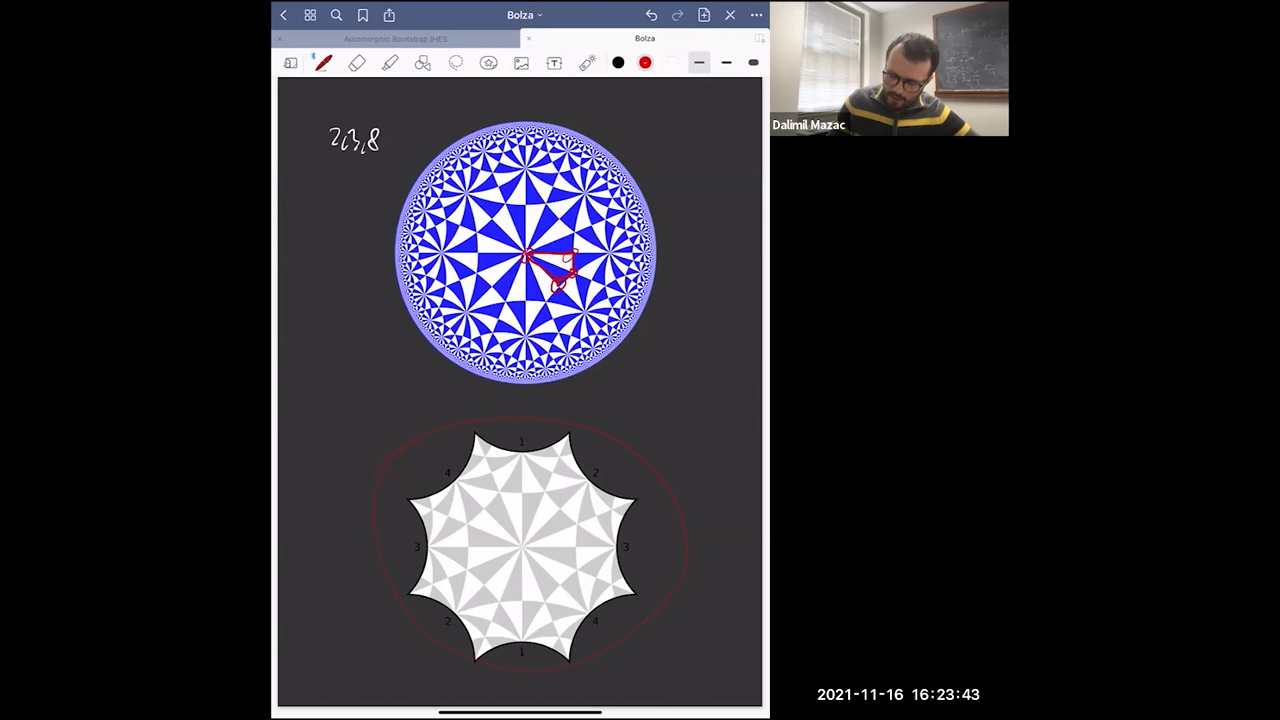 Bolza
Automorphic Bootstrap IHES
Bolza
Dalimil Mazac
2,3,8
1
4 2
3 3
2 4
1
2021-11-16 16:23:43